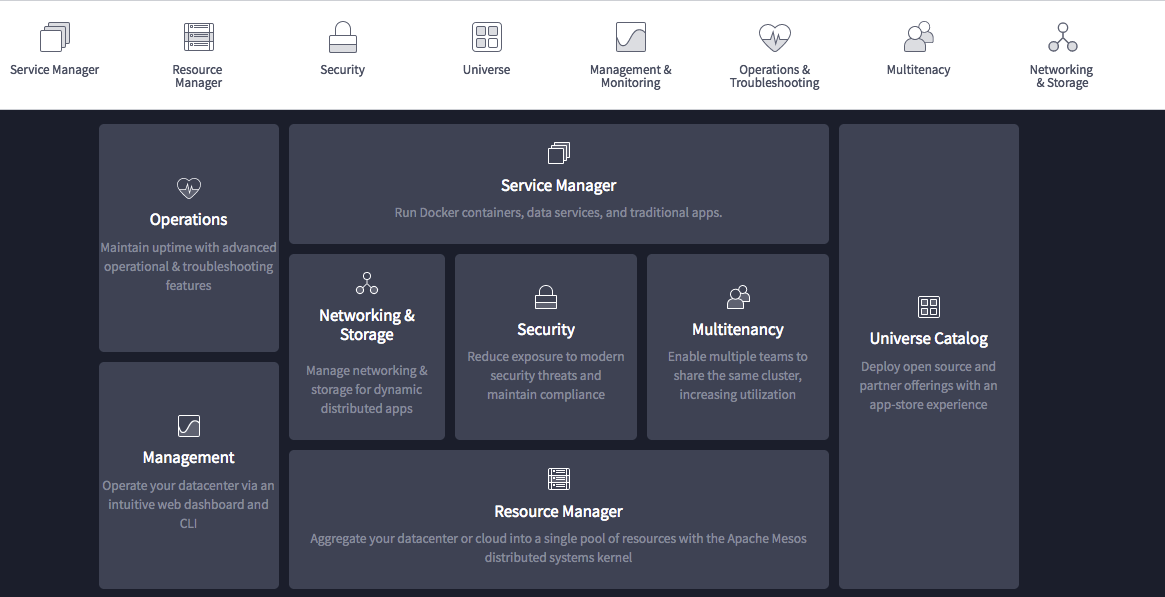 Service Manager
Resource
Manager
Security
Universe
Management &
Monitoring
Operations &
Troubleshooting
Multitenacy
Networking
& Storage
Operations
Maintain uptime with advanced
operational & troubleshooting
features
Management
Operate your datacenter via an
intuitive web dashboard and
CLI
Service Manager
Run Docker containers, data services, and traditional apps.
Networking &
Storage
Manage networking &
storage for dynamic
distributed apps
Security
Reduce exposure to modern
security threats and
maintain compliance
Multitenancy
Enable multiple teams to
share the same cluster,
increasing utilization
Resource Manager
Aggregate your datacenter or cloud into a single pool of resources with the Apache Mesos
distributed systems kernel
Universe Catalog
Deploy open source and
partner offerings with an
app-store experience